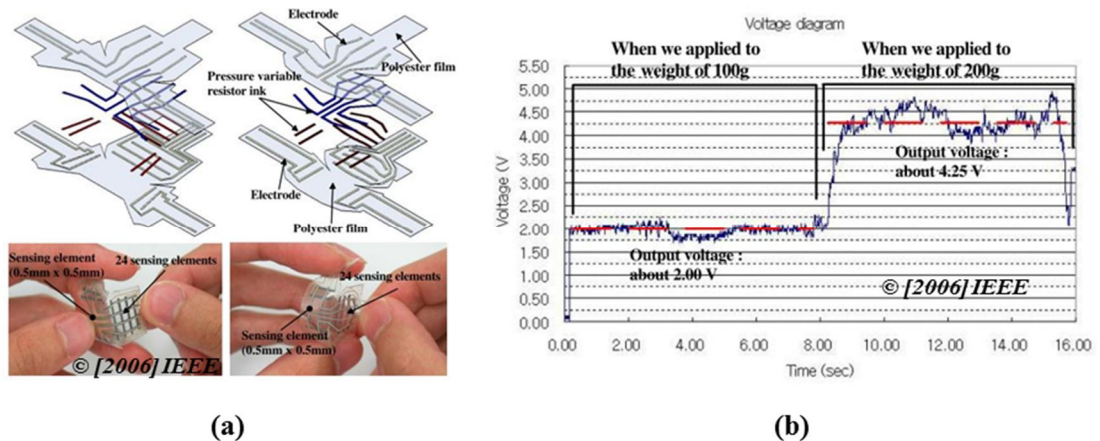 Electrode
Polyester film
Pressure variable
resistor ink
Electrode
Polyester film
Sensing element
(0.5mm x 0.5mm)
24 sensing elements
© [2006] IEEE
24 sensing elements
Sensing element
(0.5mm x 0.5mm)
(a)
Voltage diagram
When we applied to
the weight of 100g
When we applied to
the weight of 200g
Voltage (V
5.50
5.00
4.50
4.00
3.50
3.00
2.50
2.00
1.50
1.00
0.50
0.00
Output voltage :
about 4.25 V
Output voltage :
about 2.00 V
© [2006] IEEE
0.00 2.00 4.00 6.00 8.00 10.00 12.00 14.00 16.00
Time (sec)
(b)